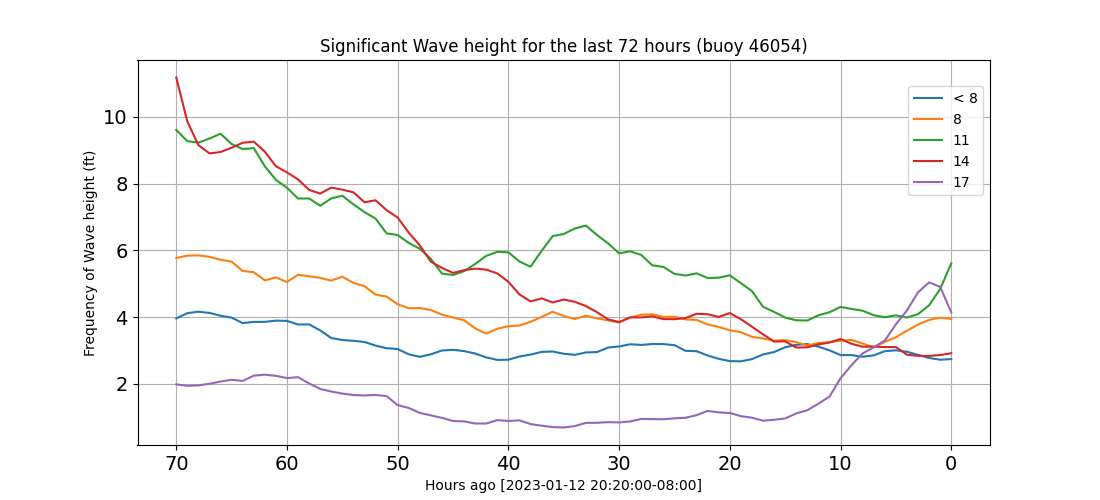 Significant Wave height for the last 72 hours (buoy 46054)
Frequency of Wave height (ft)
10
8
6
4
2
< 8
8
11
14
17
70 60 50 40 30 20 10 0
Hours ago [2023-01-12 20:20:00-08:00]